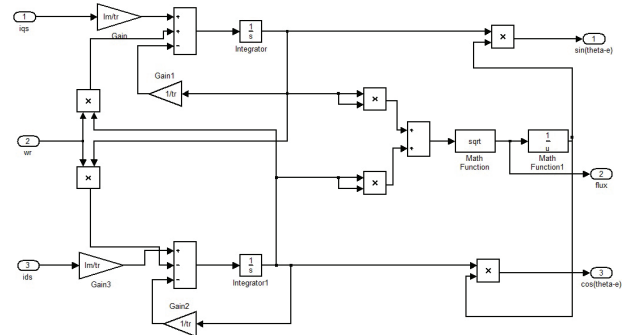 1
iqs
lm/tr
Gain
+
+
−
1
s
Integrator
×
1
sin(theta-e)
Gain1
1/tr
×
×
2
wr
+
+
sqrt
Math
Function
1
u
Math
Function1
×
×
2
flux
3
ids
lm/tr
Gain3
+
−
−
1
s
Integrator1
×
3
cos(theta-e)
Gain2
1/tr